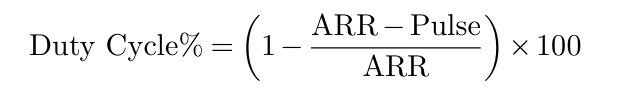 Duty Cycle% = (1 − (ARR − Pulse) / ARR) × 100